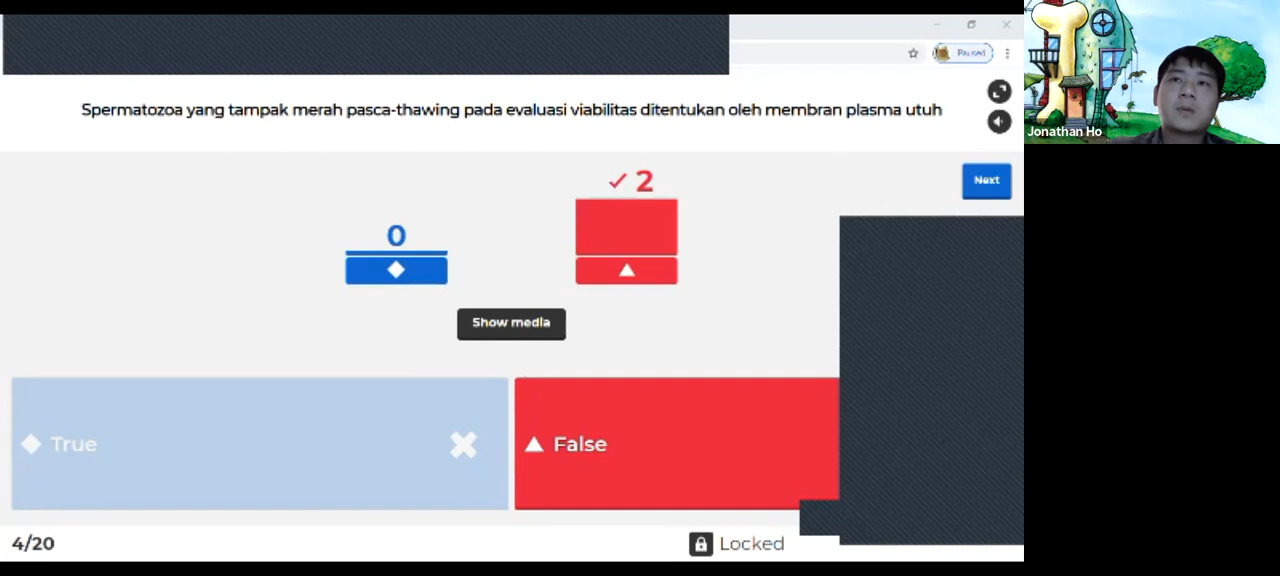 Spermatozoa yang tampak merah pasca-thawing pada evaluasi viabilitas ditentukan oleh membran plasma utuh
Jonathan Ho
Next
0
2
Show media
True
False
4/20
Locked